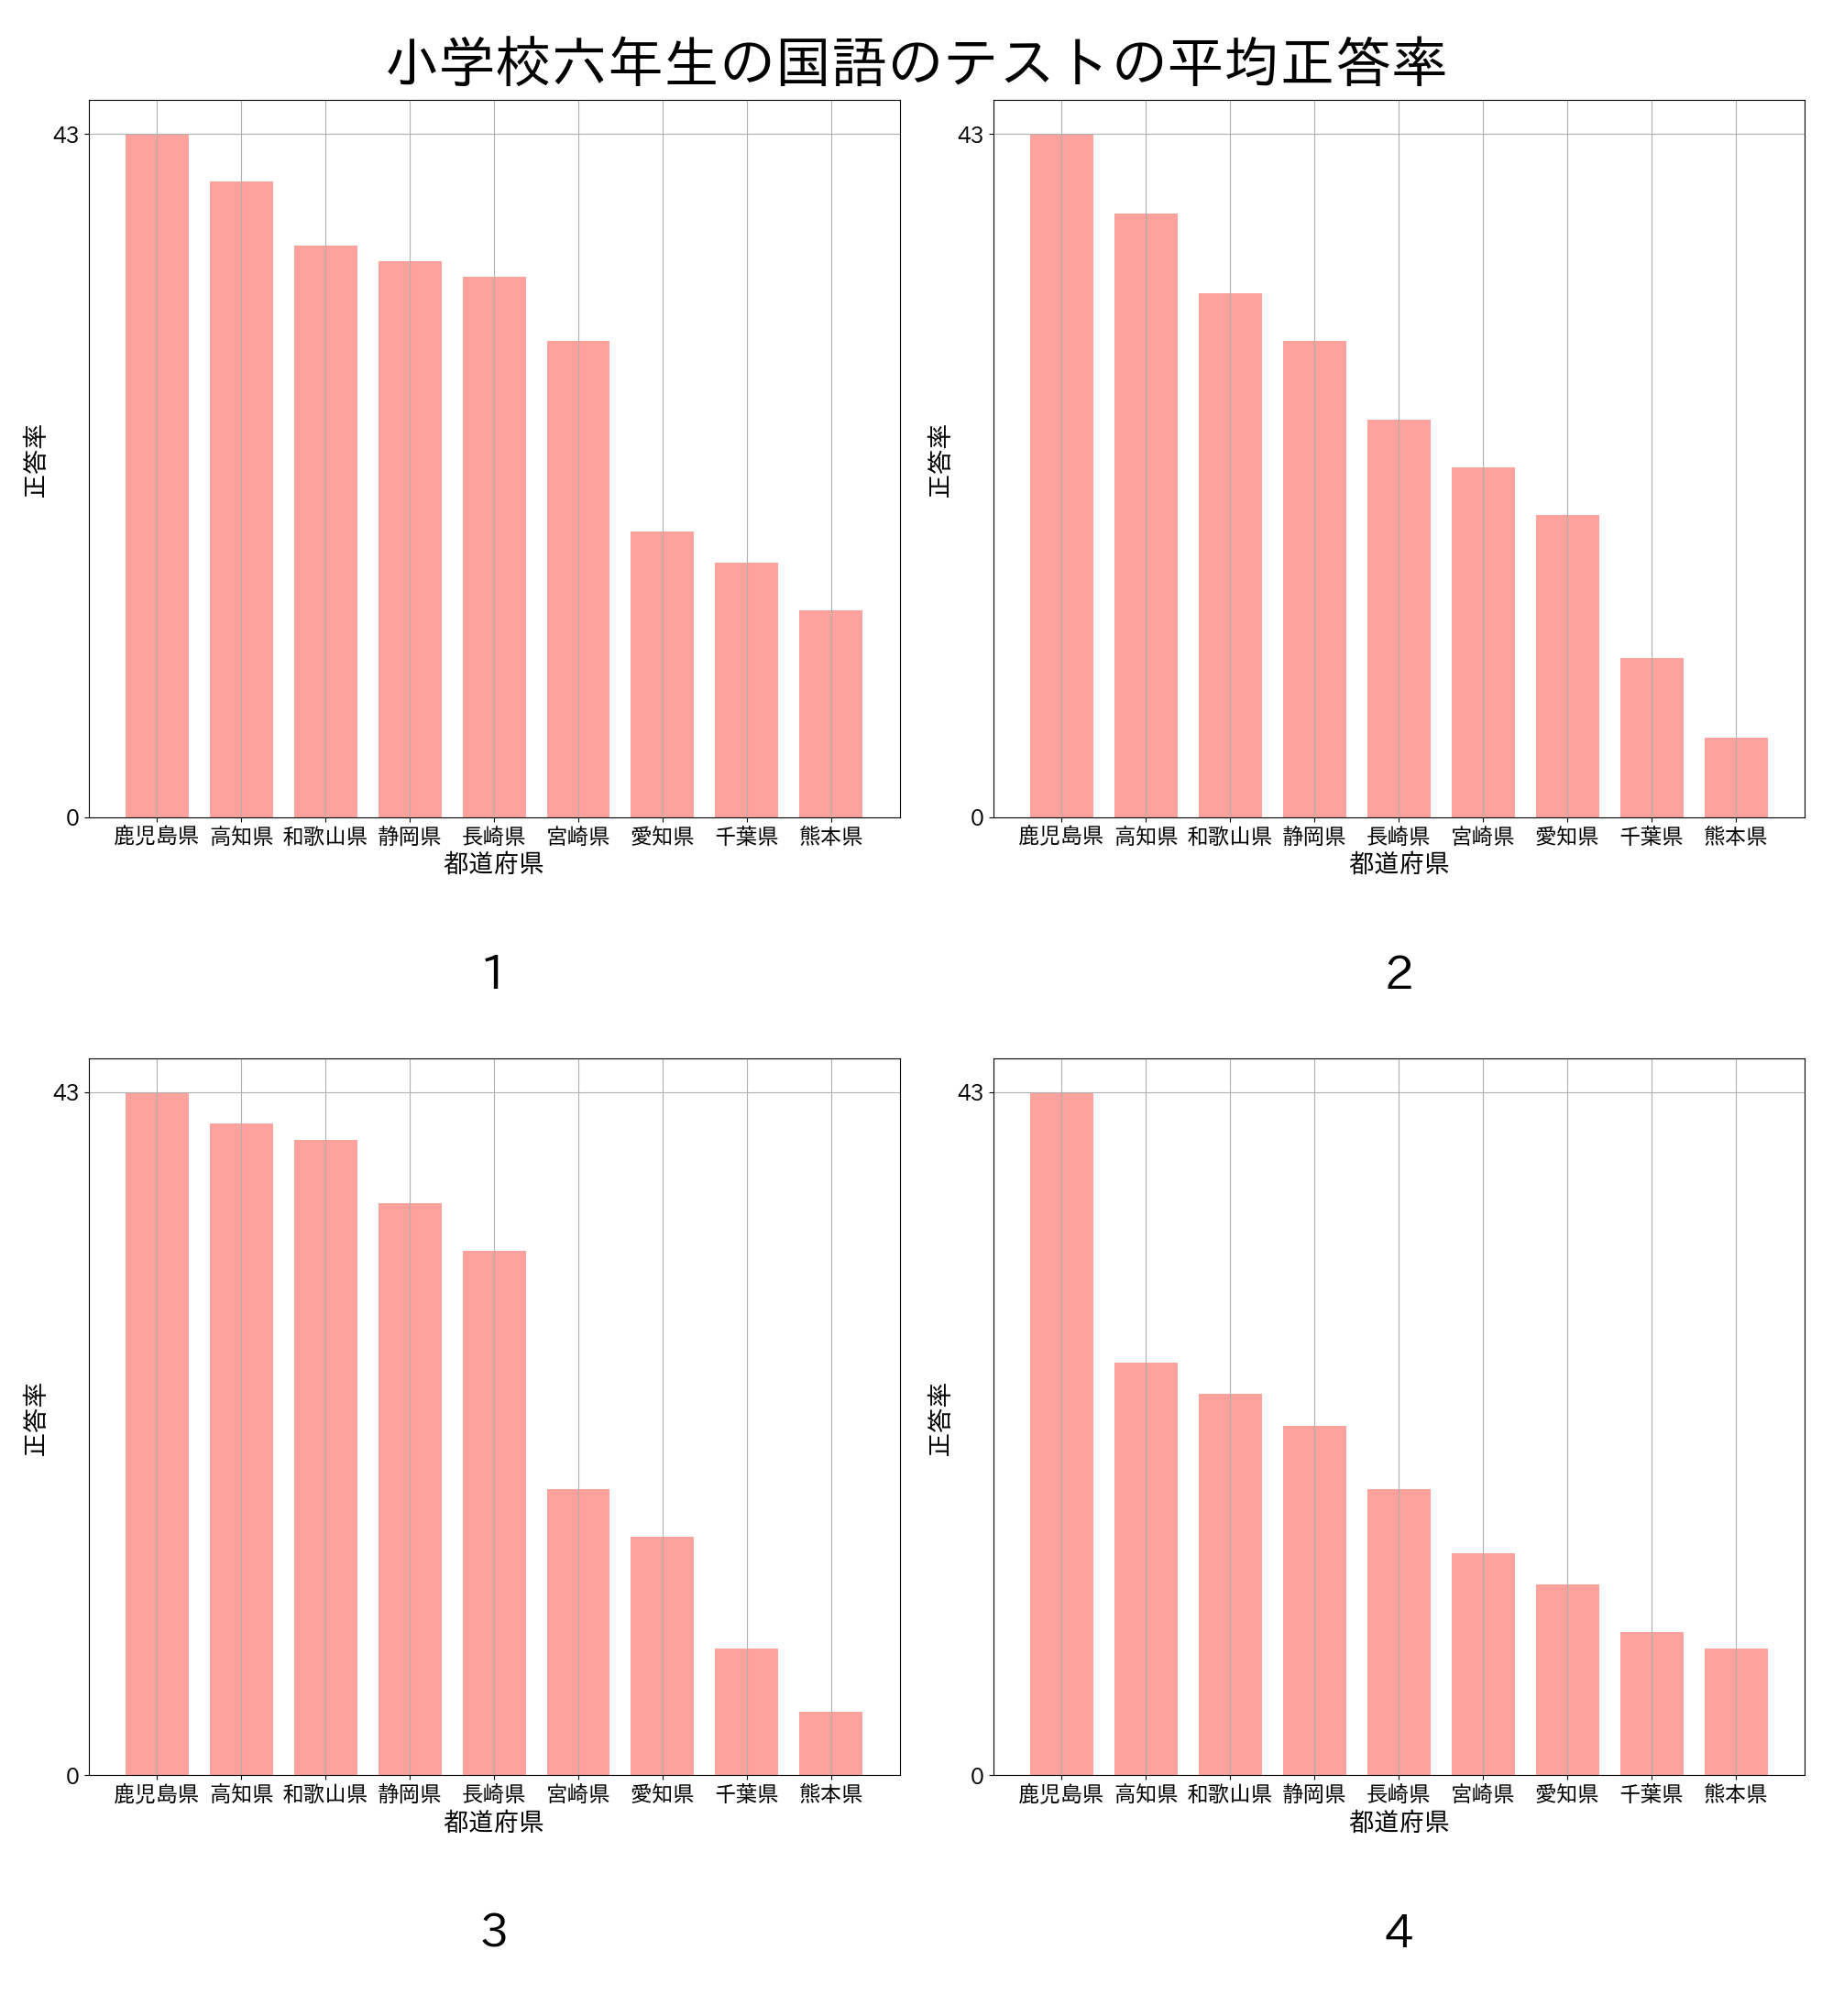 小学校六年生の国語のテストの平均正答率
43
0
正答率
鹿児島県 高知県 和歌山県 静岡県 長崎県 宮崎県 愛知県 千葉県 熊本県
都道府県
1
43
0
正答率
鹿児島県 高知県 和歌山県 静岡県 長崎県 宮崎県 愛知県 千葉県 熊本県
都道府県
2
43
0
正答率
鹿児島県 高知県 和歌山県 静岡県 長崎県 宮崎県 愛知県 千葉県 熊本県
都道府県
3
43
0
正答率
鹿児島県 高知県 和歌山県 静岡県 長崎県 宮崎県 愛知県 千葉県 熊本県
都道府県
4